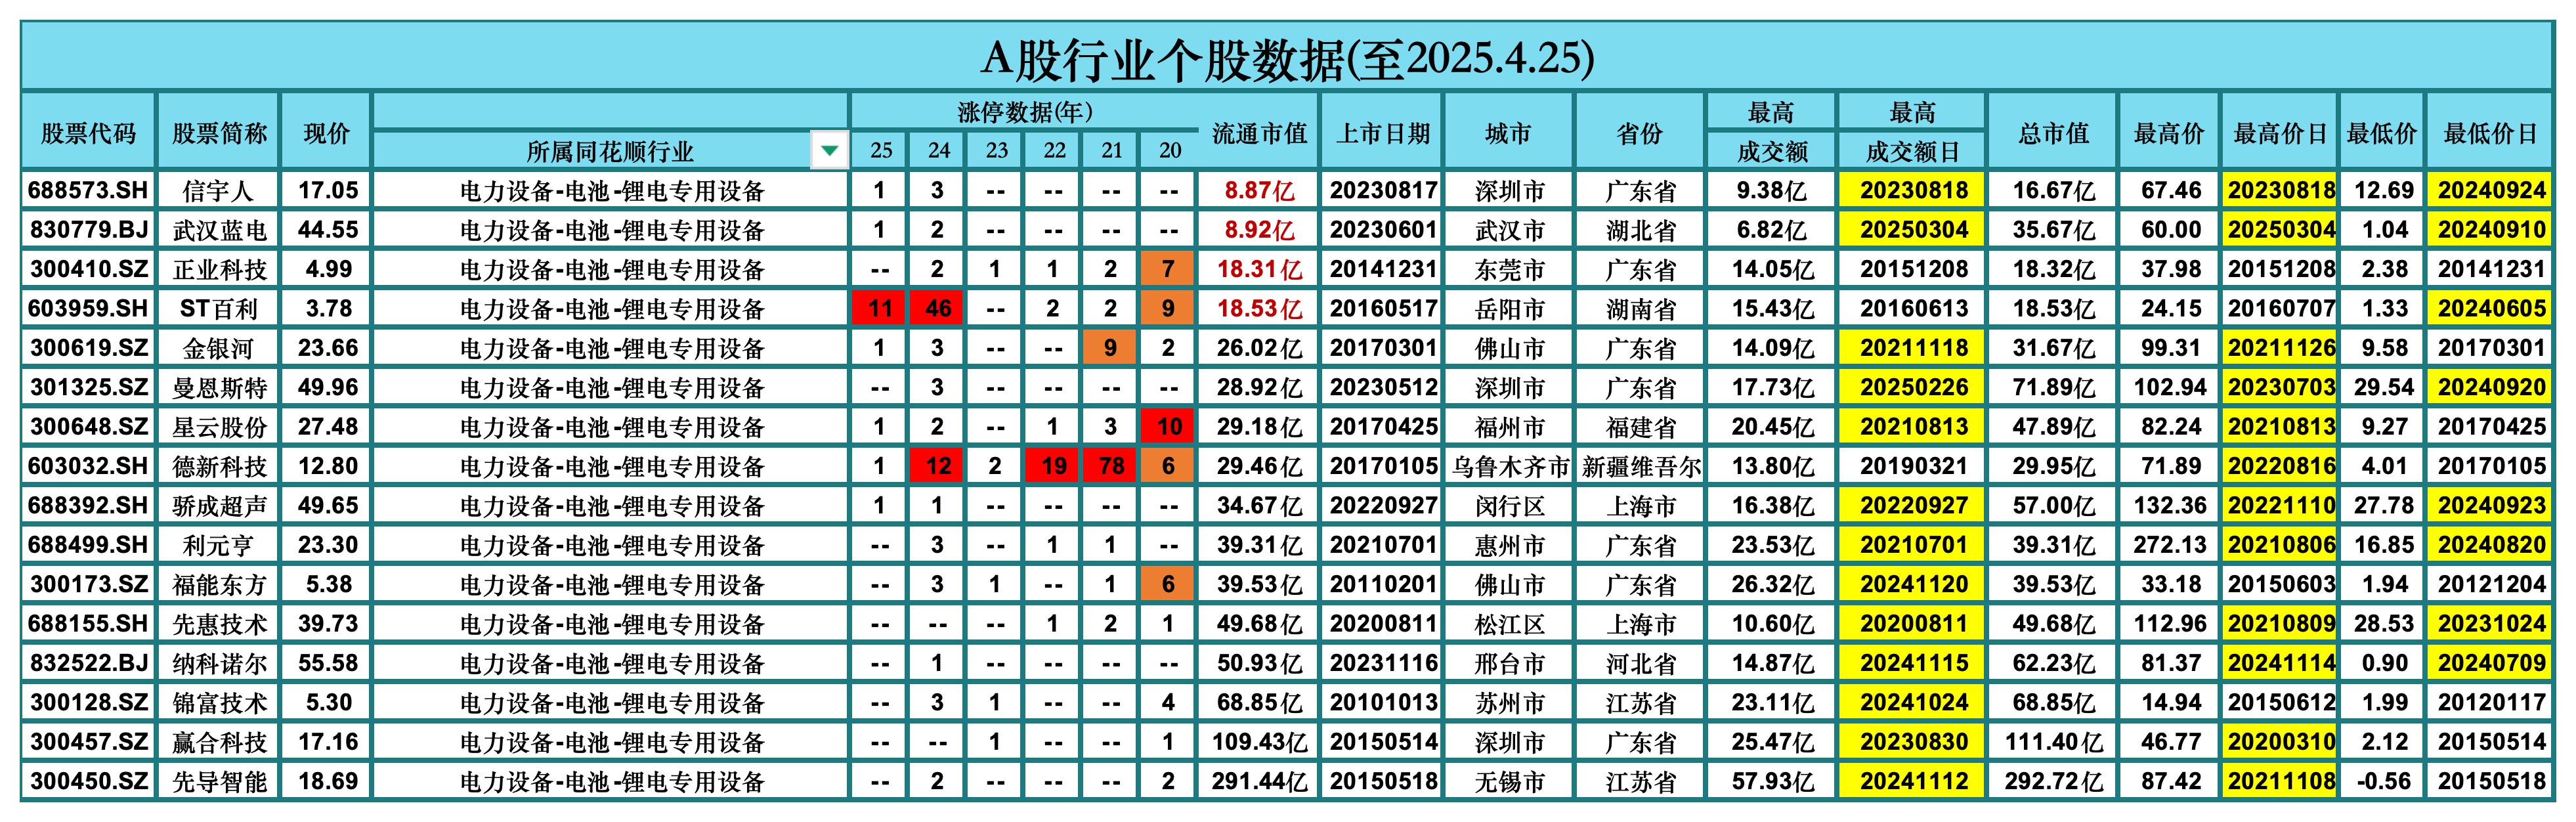 A股行业个股数据(至2025.4.25)
股票代码 股票简称 现价 所属同花顺行业 涨停数据(年) 25 24 23 22 21 20 流通市值 上市日期 城市 省份 最高成交额 最高成交额日 总市值 最高价 最高价日 最低价 最低价日
688573.SH 信宇人 17.05 电力设备-电池-锂电专用设备 1 3 -- -- -- -- 8.87亿 20230817 深圳市 广东省 9.38亿 20230818 16.67亿 67.46 20230818 12.69 20240924
830779.BJ 武汉蓝电 44.55 电力设备-电池-锂电专用设备 1 2 -- -- -- -- 8.92亿 20230601 武汉市 湖北省 6.82亿 20250304 35.67亿 60.00 20250304 1.04 20240910
300410.SZ 正业科技 4.99 电力设备-电池-锂电专用设备 -- 2 1 1 2 7 18.31亿 20141231 东莞市 广东省 14.05亿 20151208 18.32亿 37.98 20151208 2.38 20141231
603959.SH ST百利 3.78 电力设备-电池-锂电专用设备 11 46 -- 2 2 9 18.53亿 20160517 岳阳市 湖南省 15.43亿 20160613 18.53亿 24.15 20160707 1.33 20240605
300619.SZ 金银河 23.66 电力设备-电池-锂电专用设备 1 3 -- -- 9 2 26.02亿 20170301 佛山市 广东省 14.09亿 20211118 31.67亿 99.31 20211126 9.58 20170301
301325.SZ 曼恩斯特 49.96 电力设备-电池-锂电专用设备 -- 3 -- -- -- -- 28.92亿 20230512 深圳市 广东省 17.73亿 20250226 71.89亿 102.94 20230703 29.54 20240920
300648.SZ 星云股份 27.48 电力设备-电池-锂电专用设备 1 2 -- 1 3 10 29.18亿 20170425 福州市 福建省 20.45亿 20210813 47.89亿 82.24 20210813 9.27 20170425
603032.SH 德新科技 12.80 电力设备-电池-锂电专用设备 1 12 2 19 78 6 29.46亿 20170105 乌鲁木齐市 新疆维吾尔 13.80亿 20190321 29.95亿 71.89 20220816 4.01 20170105
688392.SH 骄成超声 49.65 电力设备-电池-锂电专用设备 1 1 -- -- -- -- 34.67亿 20220927 闵行区 上海市 16.38亿 20220927 57.00亿 132.36 20221110 27.78 20240923
688499.SH 利元亨 23.30 电力设备-电池-锂电专用设备 -- 3 -- 1 1 -- 39.31亿 20210701 惠州市 广东省 23.53亿 20210701 39.31亿 272.13 20210806 16.85 20240820
300173.SZ 福能东方 5.38 电力设备-电池-锂电专用设备 -- 3 1 -- 1 6 39.53亿 20110201 佛山市 广东省 26.32亿 20241120 39.53亿 33.18 20150603 1.94 20121204
688155.SH 先惠技术 39.73 电力设备-电池-锂电专用设备 -- -- -- 1 2 1 49.68亿 20200811 松江区 上海市 10.60亿 20200811 49.68亿 112.96 20210809 28.53 20231024
832522.BJ 纳科诺尔 55.58 电力设备-电池-锂电专用设备 -- 1 -- -- -- -- 50.93亿 20231116 邢台市 河北省 14.87亿 20241115 62.23亿 81.37 20241114 0.90 20240709
300128.SZ 锦富技术 5.30 电力设备-电池-锂电专用设备 -- 3 1 -- -- 4 68.85亿 20101013 苏州市 江苏省 23.11亿 20241024 68.85亿 14.94 20150612 1.99 20120117
300457.SZ 赢合科技 17.16 电力设备-电池-锂电专用设备 -- -- 1 -- -- 1 109.43亿 20150514 深圳市 广东省 25.47亿 20230830 111.40亿 46.77 20200310 2.12 20150514
300450.SZ 先导智能 18.69 电力设备-电池-锂电专用设备 -- 2 -- -- -- 2 291.44亿 20150518 无锡市 江苏省 57.93亿 20241112 292.72亿 87.42 20211108 -0.56 20150518